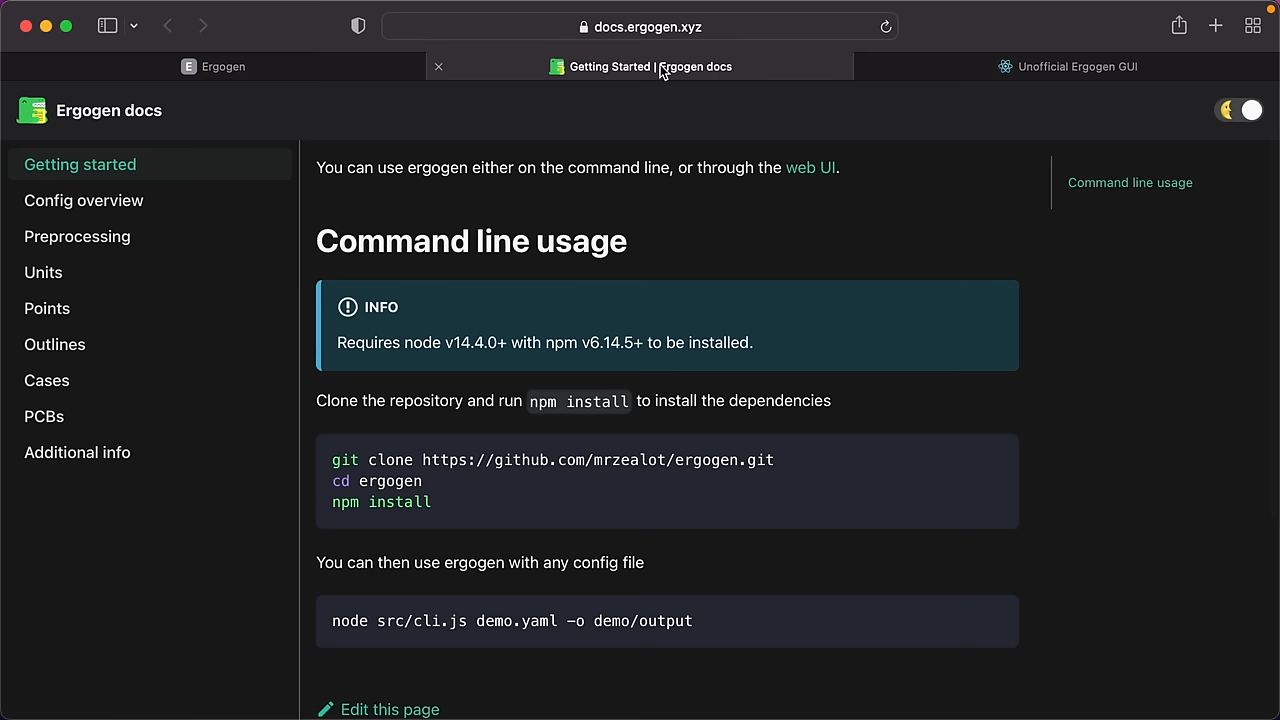 docs.ergogen.xyz
E Ergogen
Getting Started | Ergogen docs
Unofficial Ergogen GUI
Ergogen docs
Getting started
Config overview
Preprocessing
Units
Points
Outlines
Cases
PCBs
Additional info
You can use ergogen either on the command line, or through the web UI.
Command line usage
INFO
Requires node v14.4.0+ with npm v6.14.5+ to be installed.
Clone the repository and run npm install to install the dependencies
git clone https://github.com/mrzealot/ergogen.git
cd ergogen
npm install
You can then use ergogen with any config file
node src/cli.js demo.yaml -o demo/output
Edit this page
Command line usage